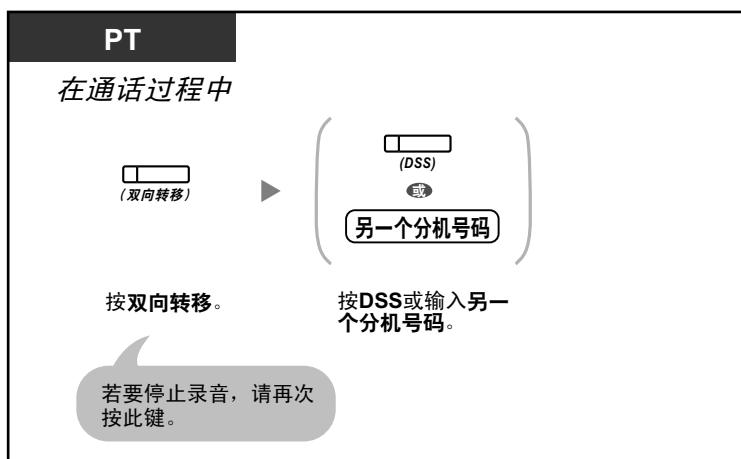 PT
在通话过程中
(双向转移)
(DSS)
或
另一个分机号码
按双向转移。
按DSS或输入另一
个分机号码。
若要停止录音，请再次
按此键。